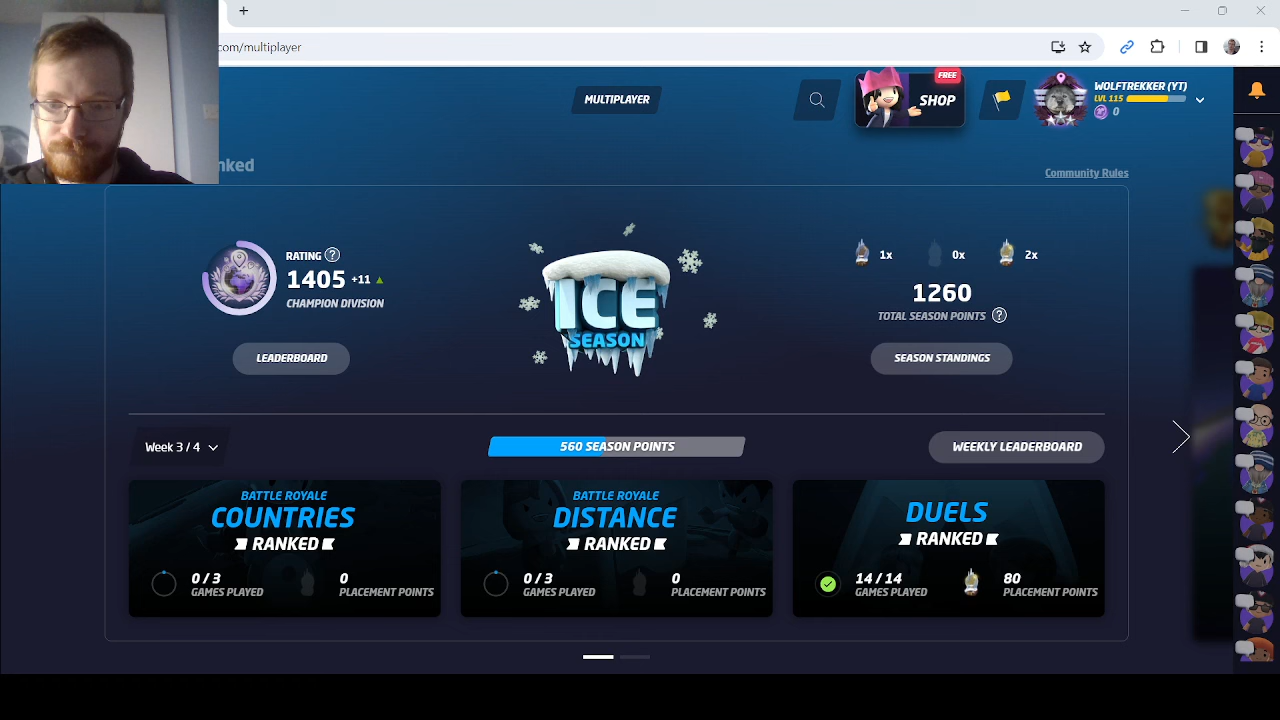 com/multiplayer
MULTIPLAYER
FREE
SHOP
WOLFTREKKER (YT)
LVL 115
0
nked
Community Rules
RATING ?
1405 +11
CHAMPION DIVISION
LEADERBOARD
ICE
SEASON
1x
0x
2x
1260
TOTAL SEASON POINTS ?
SEASON STANDINGS
Week 3 / 4
560 SEASON POINTS
WEEKLY LEADERBOARD
BATTLE ROYALE
COUNTRIES
RANKED
0 / 3
GAMES PLAYED
0
PLACEMENT POINTS
BATTLE ROYALE
DISTANCE
RANKED
0 / 3
GAMES PLAYED
0
PLACEMENT POINTS
DUELS
RANKED
14 / 14
GAMES PLAYED
80
PLACEMENT POINTS